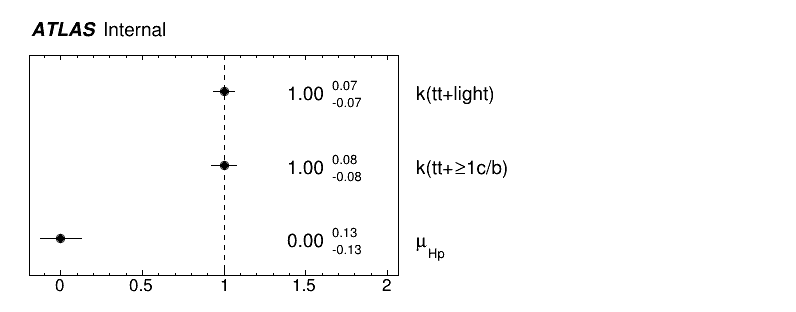 ATLAS Internal
1.00 0.07 -0.07 k(tt+light)
1.00 0.08 -0.08 k(tt+≥1c/b)
0.00 0.13 -0.13 μ Hp
0 0.5 1 1.5 2